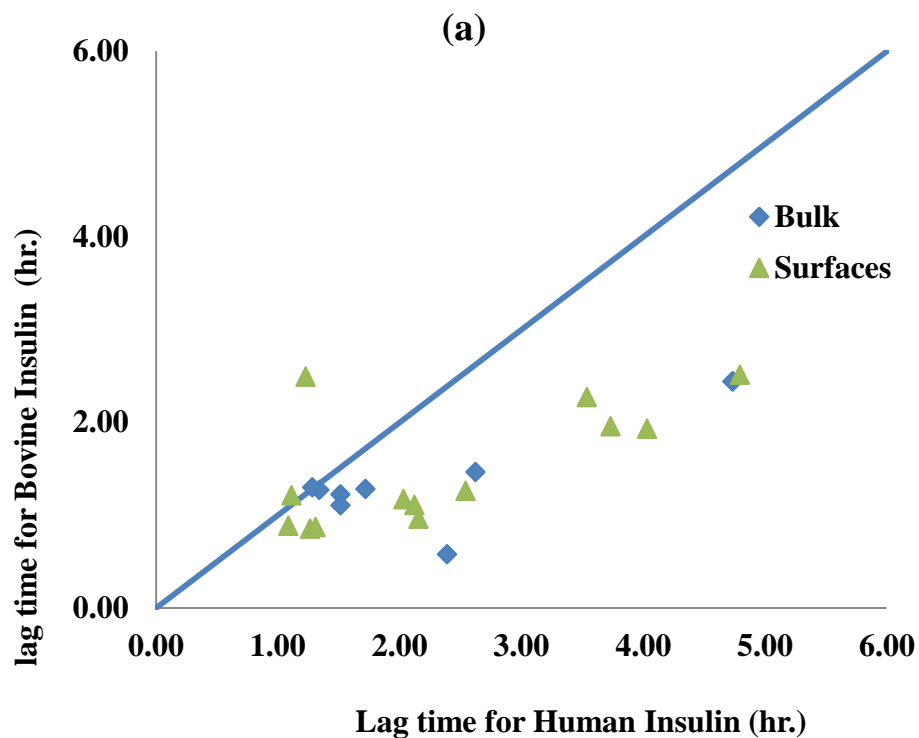 (a)
6.00
4.00
2.00
0.00
lag time for Bovine Insulin (hr.)
Bulk
Surfaces
0.00 1.00 2.00 3.00 4.00 5.00 6.00
Lag time for Human Insulin (hr.)